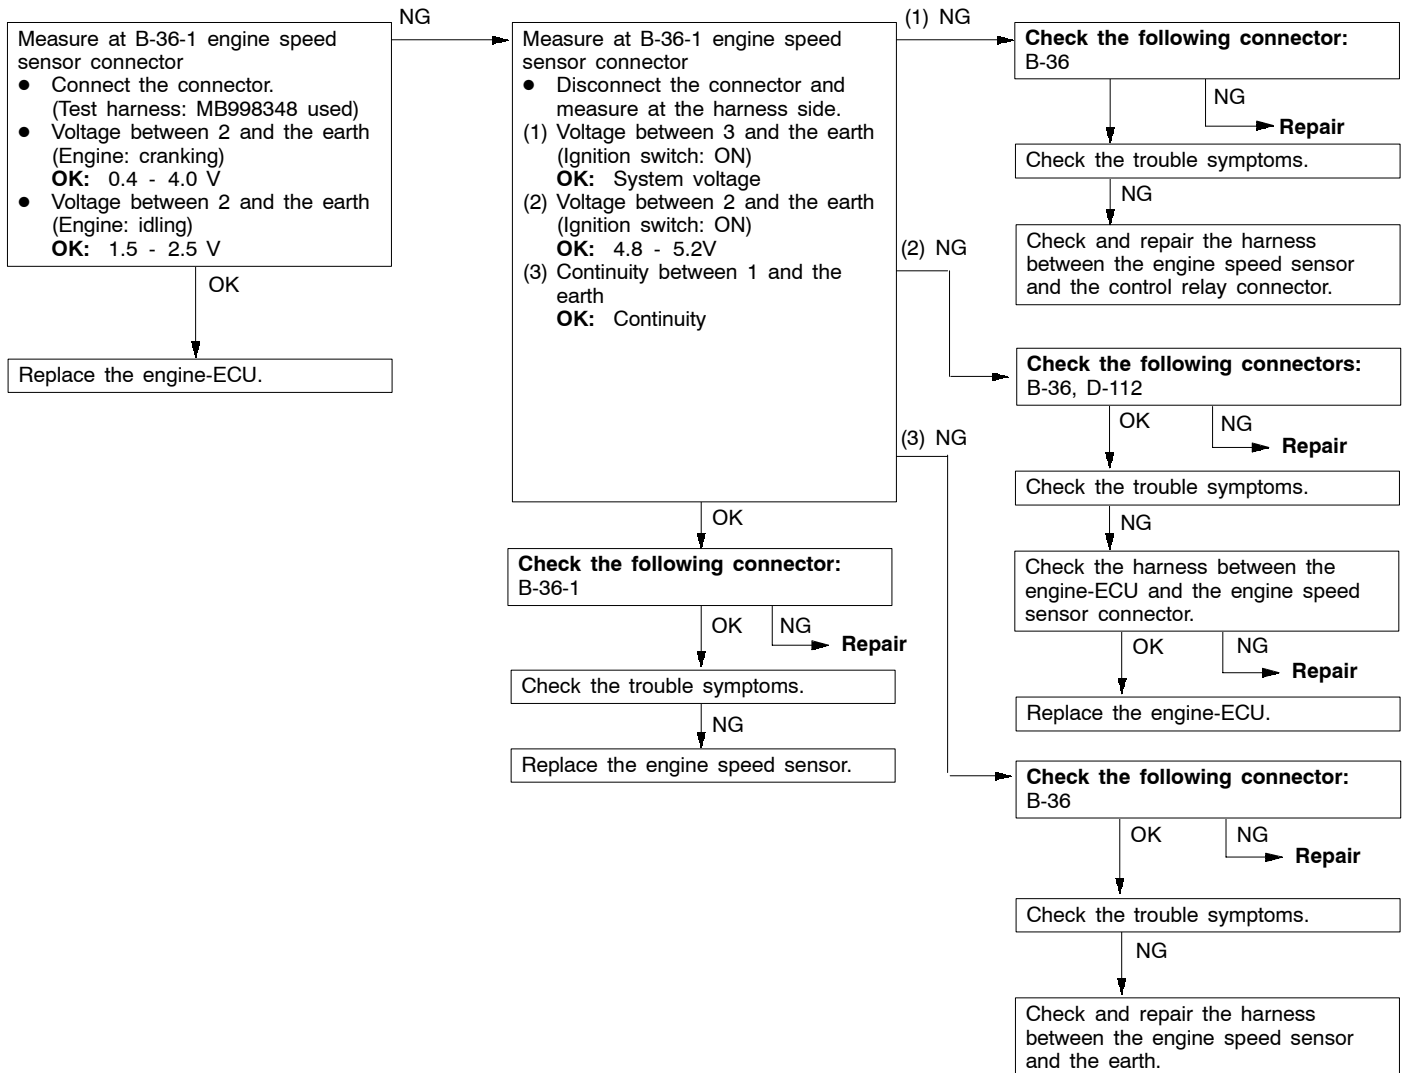 NG
Measure at B-36-1 engine speed
sensor connector
● Connect the connector.
(Test harness: MB998348 used)
● Voltage between 2 and the earth
(Engine: cranking)
OK: 0.4 - 4.0 V
● Voltage between 2 and the earth
(Engine: idling)
OK: 1.5 - 2.5 V
OK
Replace the engine-ECU.
Measure at B-36-1 engine speed
sensor connector
● Disconnect the connector and
measure at the harness side.
(1) Voltage between 3 and the earth
(Ignition switch: ON)
OK: System voltage
(2) Voltage between 2 and the earth
(Ignition switch: ON)
OK: 4.8 - 5.2V
(3) Continuity between 1 and the
earth
OK: Continuity
OK
Check the following connector:
B-36-1
OK
NG
Repair
Check the trouble symptoms.
NG
Replace the engine speed sensor.
(1) NG
Check the following connector:
B-36
NG
Repair
Check the trouble symptoms.
NG
Check and repair the harness
between the engine speed sensor
and the control relay connector.
(2) NG
Check the following connectors:
B-36, D-112
OK
NG
Repair
Check the trouble symptoms.
NG
Check the harness between the
engine-ECU and the engine speed
sensor connector.
OK
NG
Repair
Replace the engine-ECU.
(3) NG
Check the following connector:
B-36
OK
NG
Repair
Check the trouble symptoms.
NG
Check and repair the harness
between the engine speed sensor
and the earth.